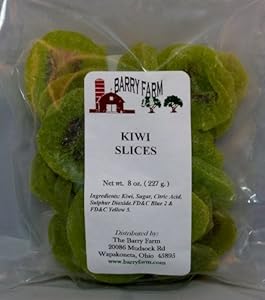 BARRY FARM
KIWI
SLICES
Net wt. 8 oz. ( 227 g.)
Ingredients: Kiwi, Sugar, Citric Acid,
Sulphur Dioxide, FD&C Blue 2 &
FD&C Yellow 5.
Distributed by:
The Barry Farm
20086 Mudsock Rd
Wapakoneta, Ohio 45895
www.barryfarm.com